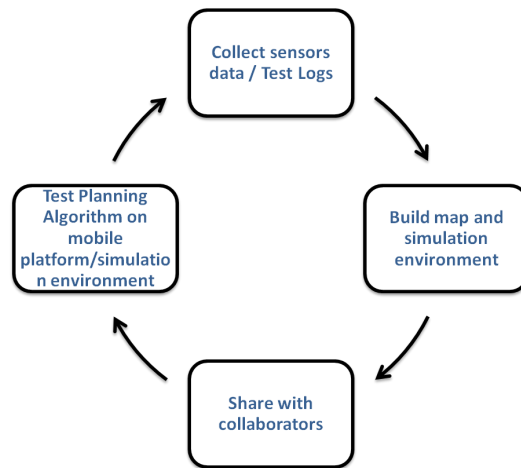 Collect sensors
data / Test Logs
Build map and
simulation
environment
Share with
collaborators
Test Planning
Algorithm on
mobile
platform/simulatio
n environment